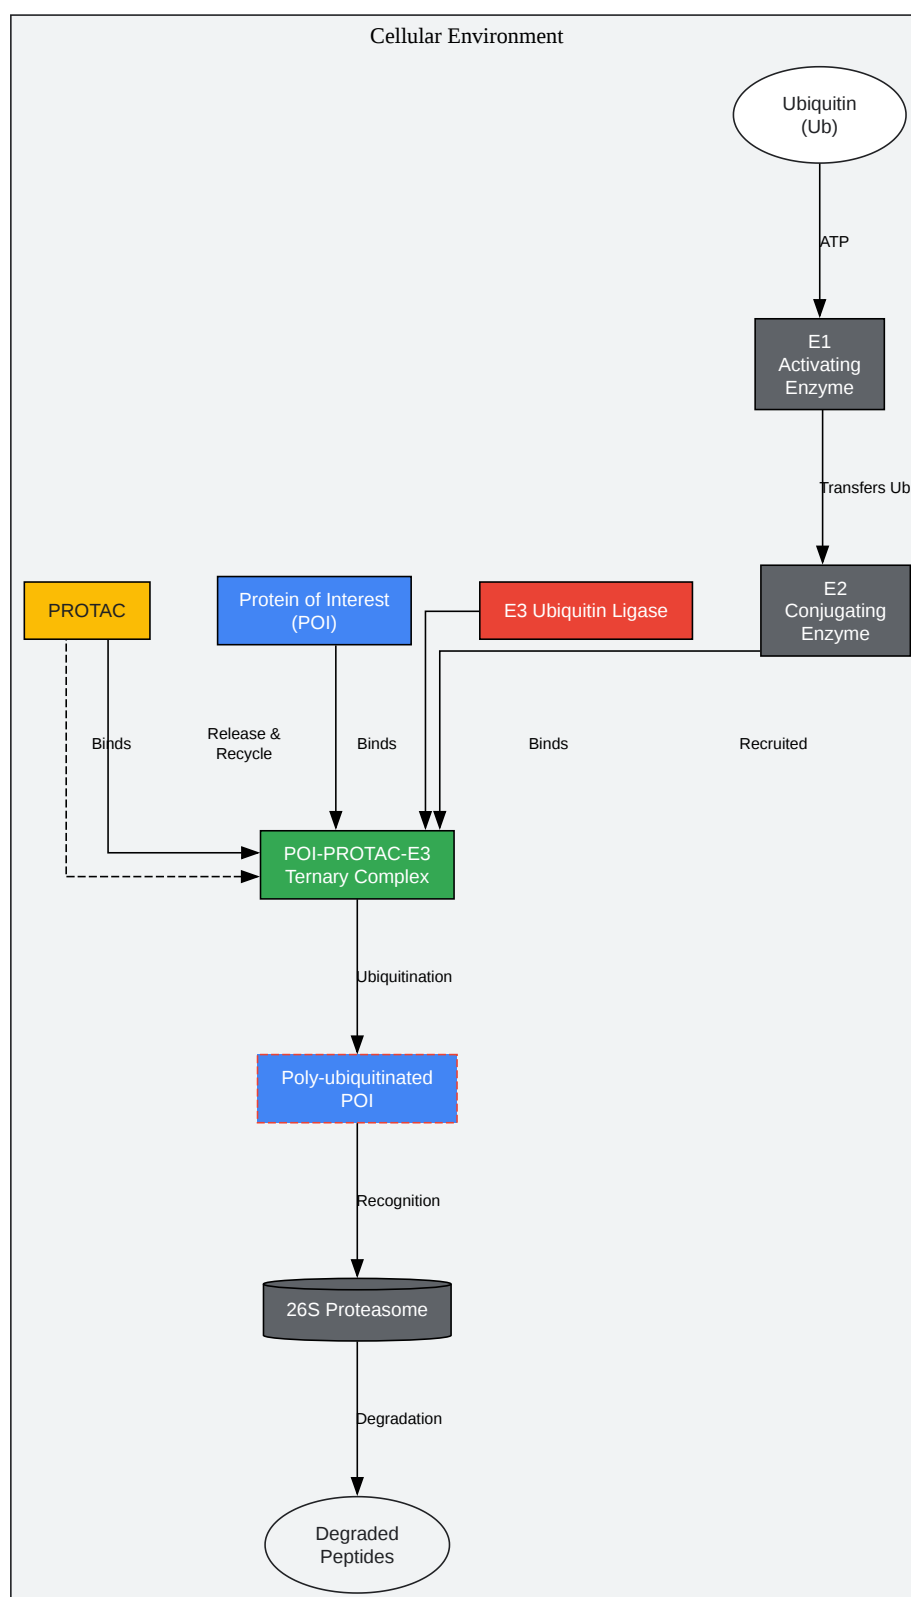 Cellular Environment
Ubiquitin
(Ub)
ATP
E1
Activating
Enzyme
Transfers Ub
E2
Conjugating
Enzyme
PROTAC
Protein of Interest
(POI)
E3 Ubiquitin Ligase
Binds
Release &
Recycle
Binds
Binds
Recruited
POI-PROTAC-E3
Ternary Complex
Ubiquitination
Poly-ubiquitinated
POI
Recognition
26S Proteasome
Degradation
Degraded
Peptides